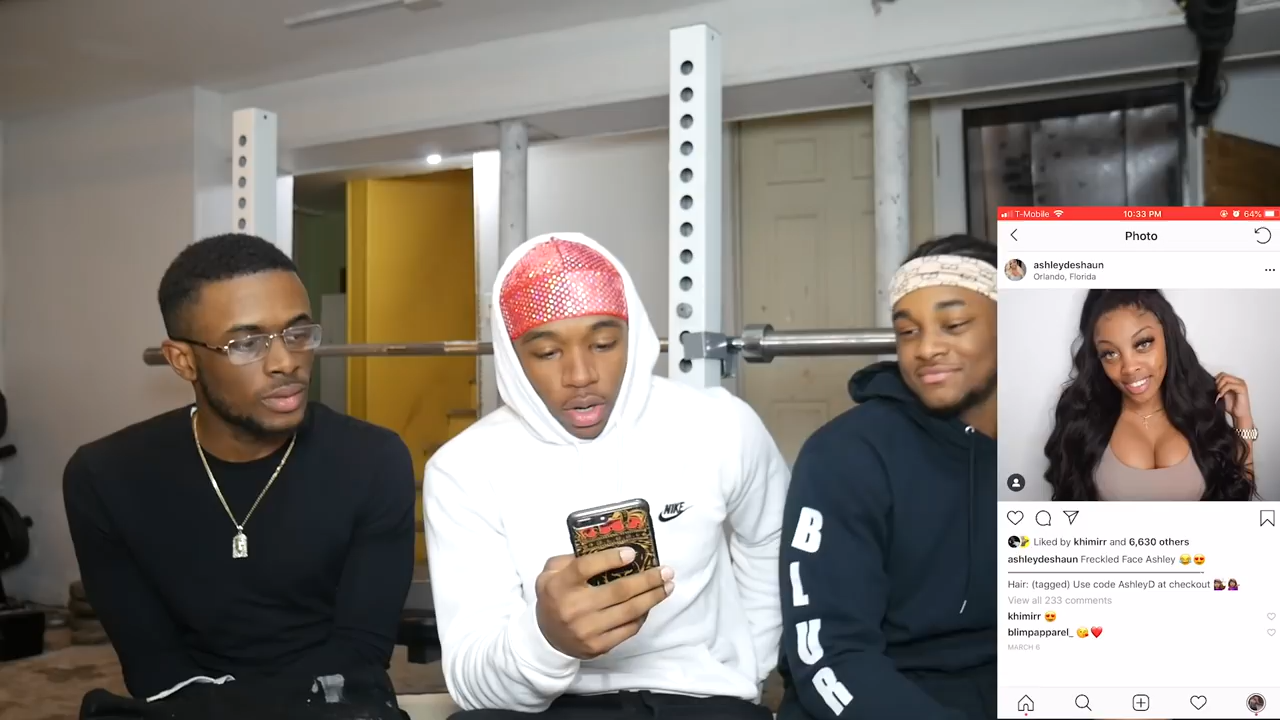 NIKE
BLUR
T-Mobile 10:33 PM 64%
Photo
ashleydeshaun
Orlando, Florida
Liked by khimirr and 6,630 others
ashleydeshaun Freckled Face Ashley 😂😍
Hair: (tagged) Use code AshleyD at checkout
View all 233 comments
khimirr 😍
blimpapparel_ 😘❤️
MARCH 6